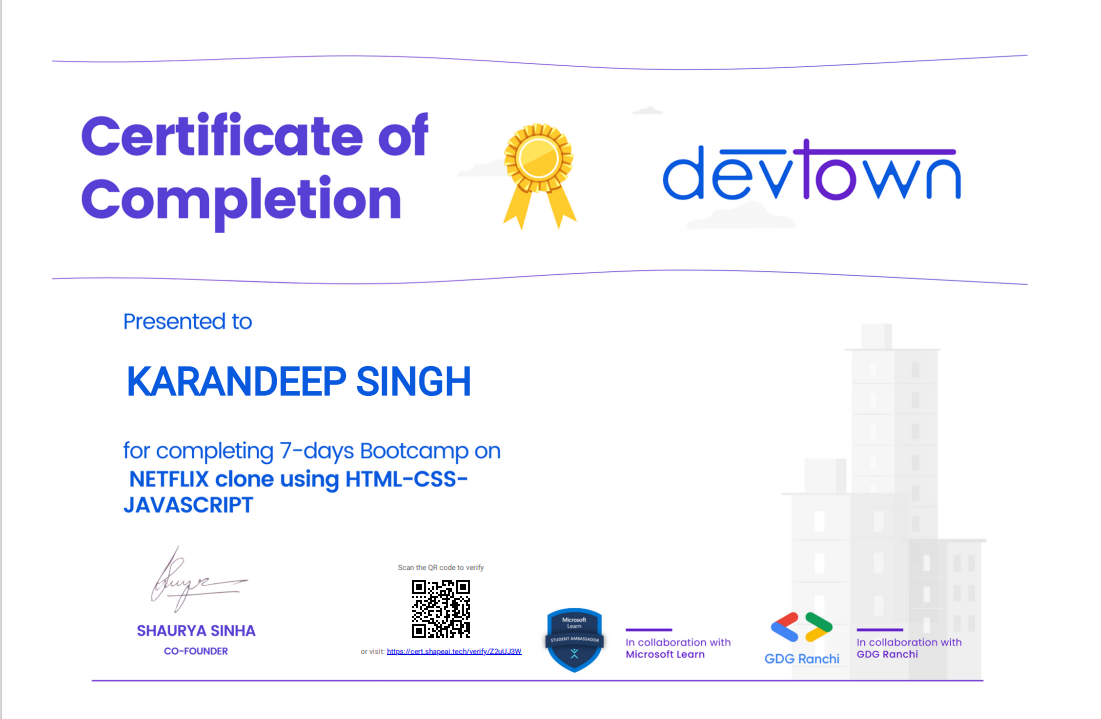 Certificate of
Completion
devtown
Presented to
KARANDEEP SINGH
for completing 7-days Bootcamp on
NETFLIX clone using HTML-CSS-
JAVASCRIPT
SHAURYA SINHA
CO-FOUNDER
Scan the QR code to verify
or visit: https://cert.shapeai.tech/verify/Z2uUJ3W
Microsoft
Learn
STUDENT AMBASSADOR
In collaboration with
Microsoft Learn
GDG Ranchi
In collaboration with
GDG Ranchi